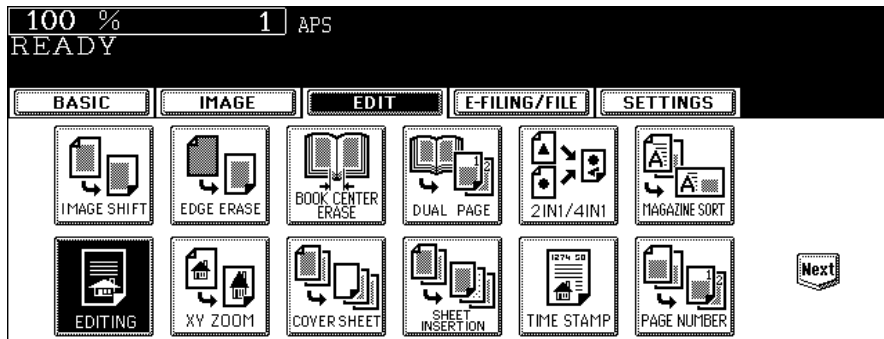 100 % 1 APS
READY
BASIC IMAGE EDIT E-FILING/FILE SETTINGS
IMAGE SHIFT
EDGE ERASE
BOOK CENTER
ERASE
DUAL PAGE
2IN1/4IN1
MAGAZINE SORT
EDITING
XY ZOOM
COVER SHEET
SHEET
INSERTION
TIME STAMP
PAGE NUMBER
Next